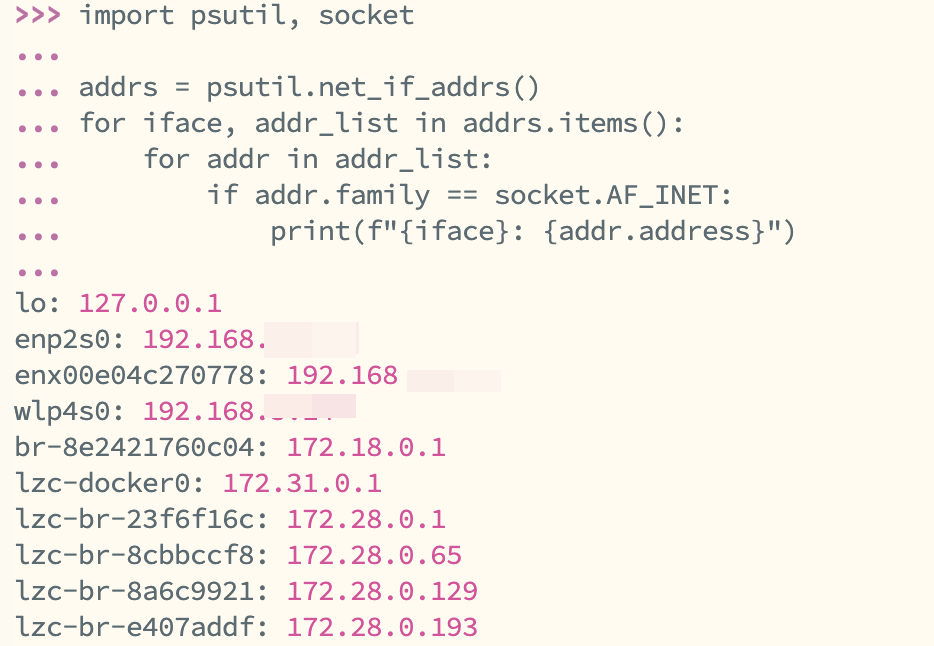 >>> import psutil, socket
...
... addrs = psutil.net_if_addrs()
... for iface, addr_list in addrs.items():
...     for addr in addr_list:
...         if addr.family == socket.AF_INET:
...             print(f"{iface}: {addr.address}")
...
lo: 127.0.0.1
enp2s0: 192.168.
enx00e04c270778: 192.168
wlp4s0: 192.168.
br-8e2421760c04: 172.18.0.1
lzc-docker0: 172.31.0.1
lzc-br-23f6f16c: 172.28.0.1
lzc-br-8cbbccf8: 172.28.0.65
lzc-br-8a6c9921: 172.28.0.129
lzc-br-e407addf: 172.28.0.193